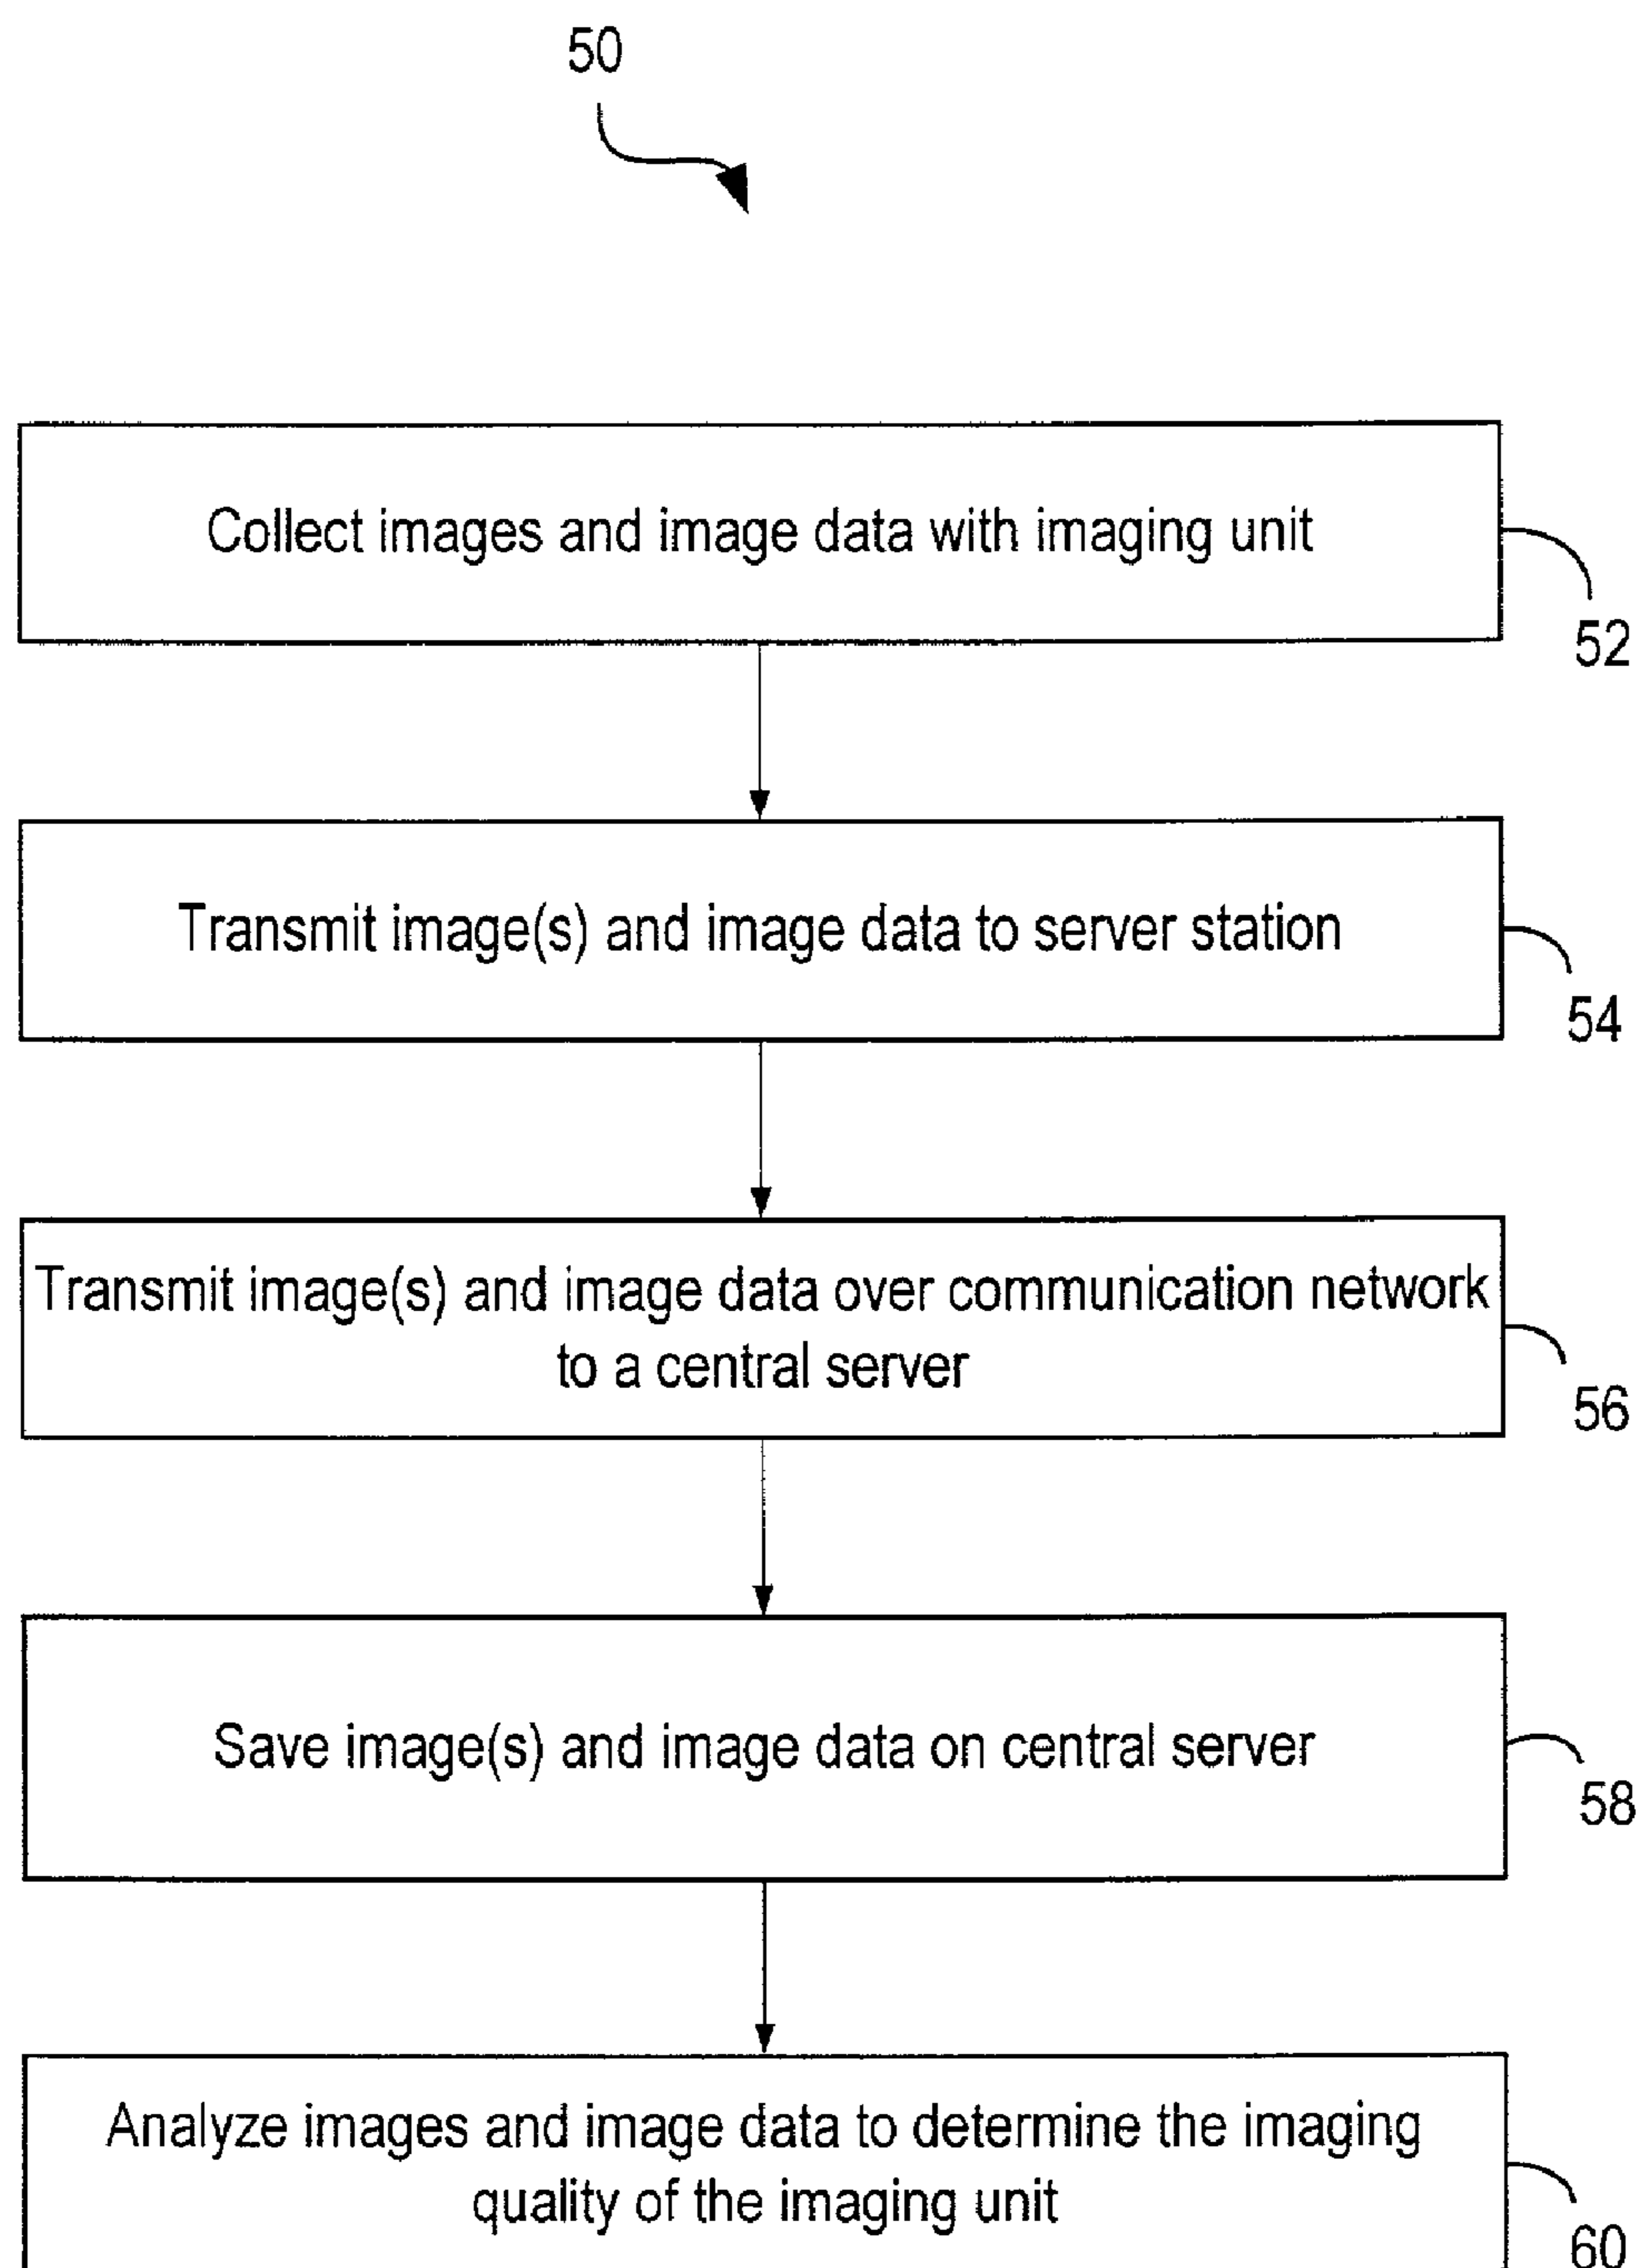 50
Collect images and image data with imaging unit
52
Transmit image(s) and image data to server station
54
Transmit image(s) and image data over communication network
to a central server
56
Save image(s) and image data on central server
58
Analyze images and image data to determine the imaging
quality of the imaging unit
60